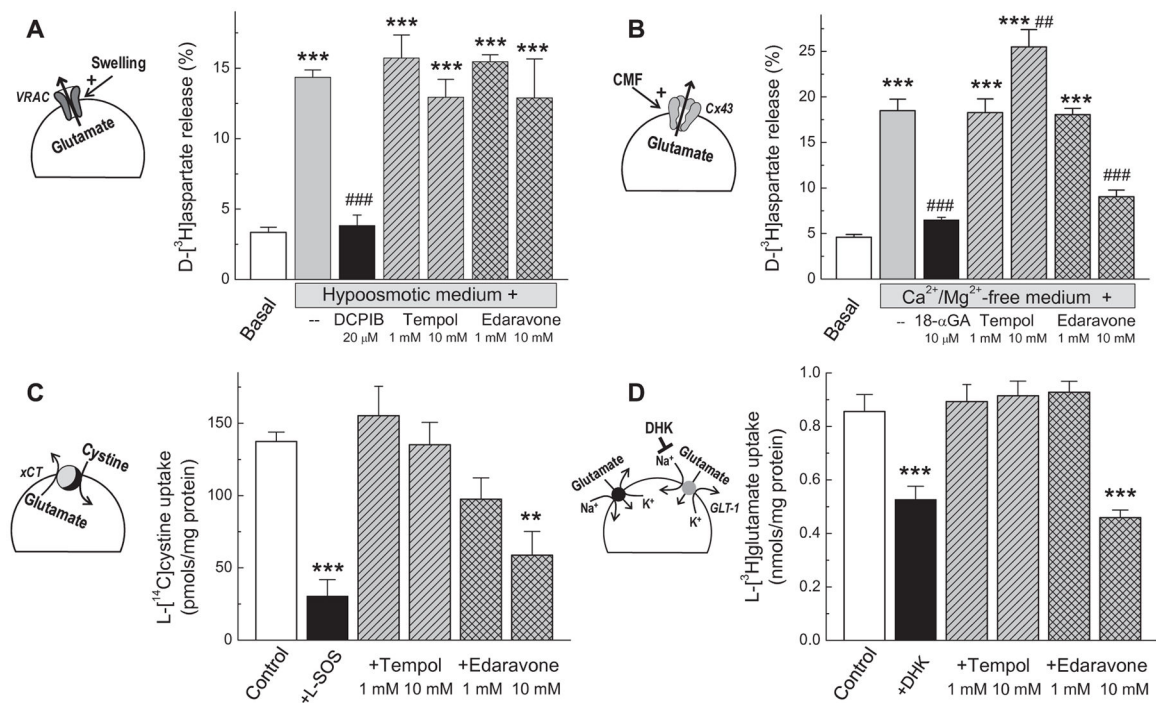 A
Swelling
+
VRAC
Glutamate
D-[³H]aspartate release (%)
15
10
5
0
***
###
***
***
***
***
Basal
Hypoosmotic medium +
-- DCPIB Tempol Edaravone
20 µM 1 mM 10 mM 1 mM 10 mM
B
CMF
+
Cx43
Glutamate
D-[³H]aspartate release (%)
25
20
15
10
5
0
***
###
***
*** ##
***
###
Basal
Ca²⁺/Mg²⁺-free medium +
-- 18-αGA Tempol Edaravone
10 µM 1 mM 10 mM 1 mM 10 mM
C
xCT
Cystine
Glutamate
L-[¹⁴C]cystine uptake
(pmols/mg protein)
150
100
50
0
***
**
Control
+L-SOS
+Tempol +Edaravone
1 mM 10 mM 1 mM 10 mM
D
DHK
Glutamate
Na⁺
Glutamate
Na⁺
K⁺
K⁺
GLT-1
L-[³H]glutamate uptake
(nmols/mg protein)
1.0
0.8
0.6
0.4
0.2
0.0
***
***
Control
+DHK
+Tempol +Edaravone
1 mM 10 mM 1 mM 10 mM